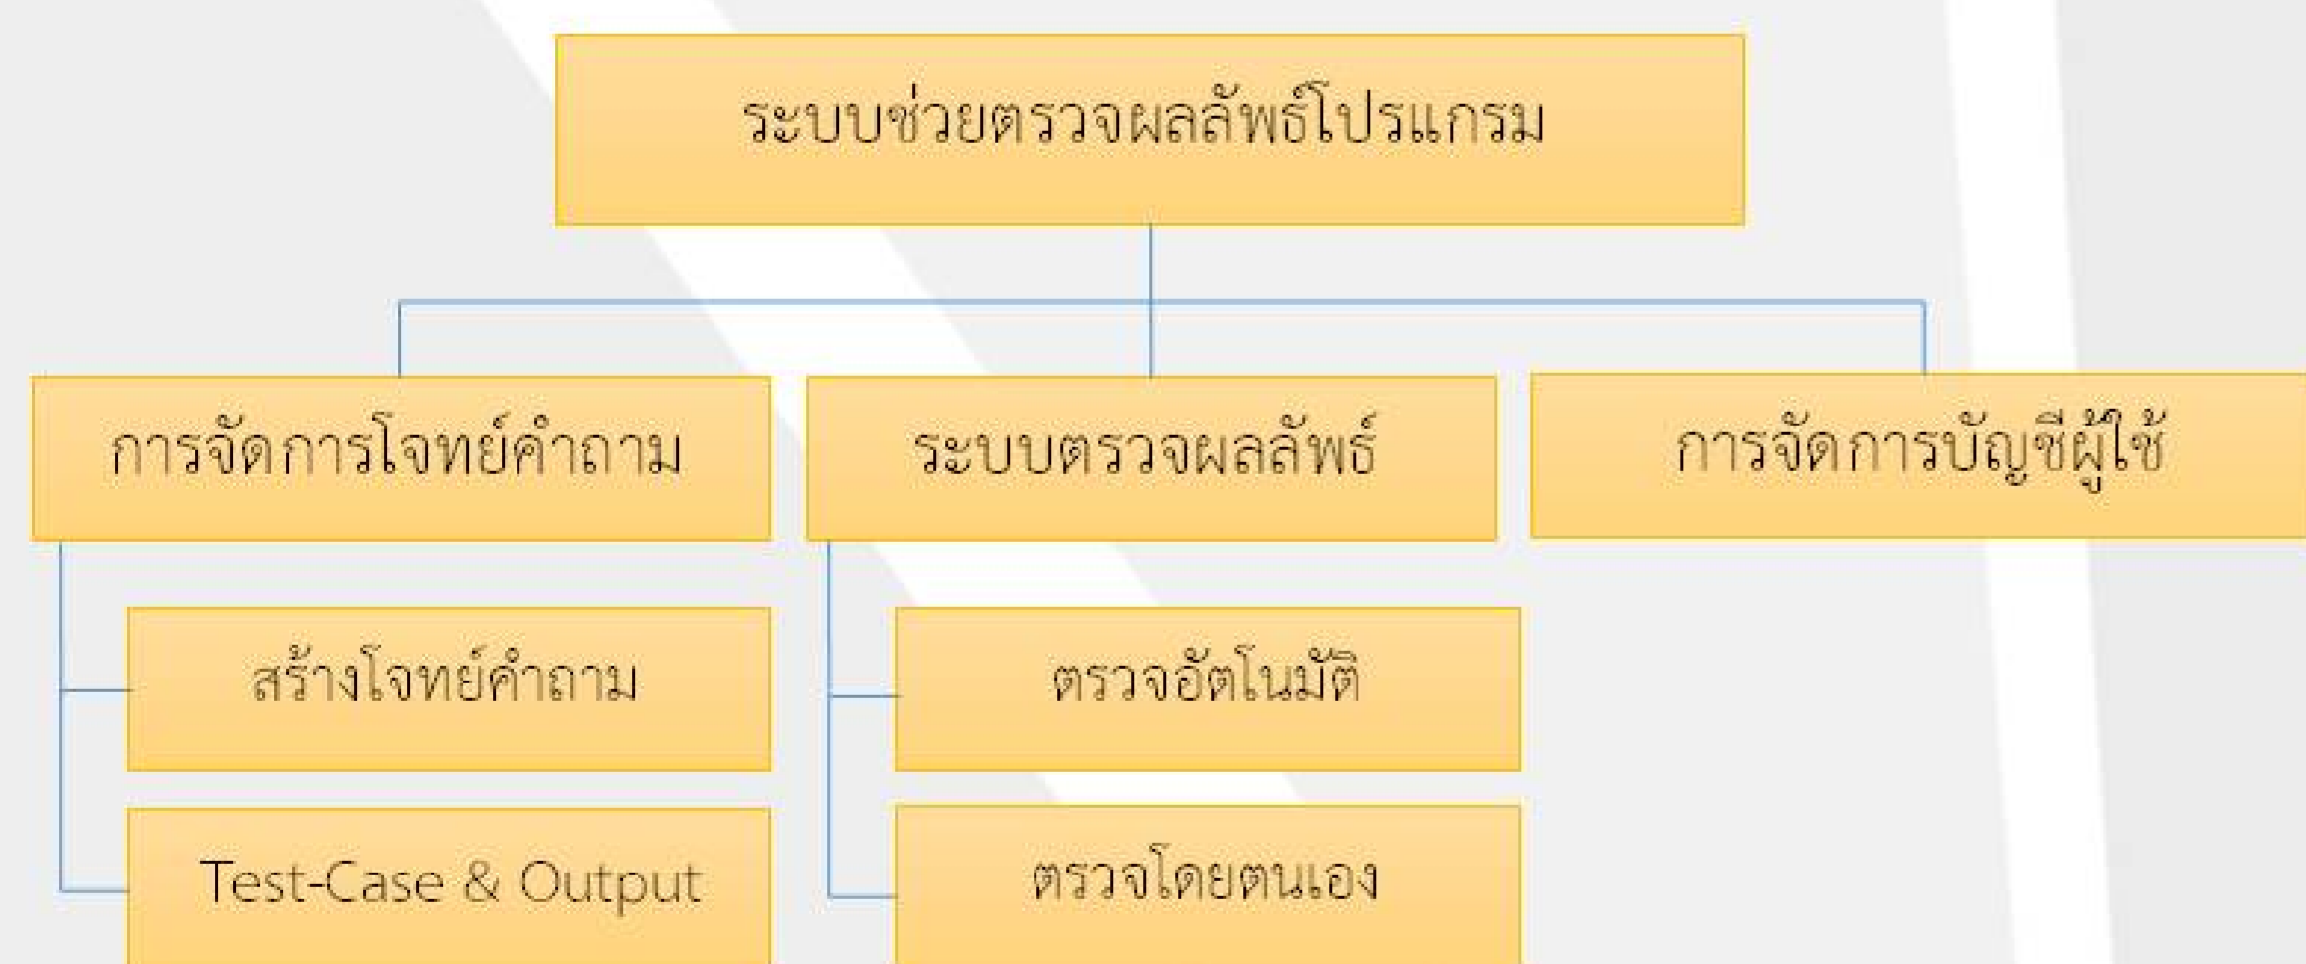 ระบบช่วยตรวจผลลัพธ์โปรแกรม
การจัดการโจทย์คำถาม
ระบบตรวจผลลัพธ์
การจัดการบัญชีผู้ใช้
สร้างโจทย์คำถาม
ตรวจอัตโนมัติ
Test-Case & Output
ตรวจโดยตนเอง